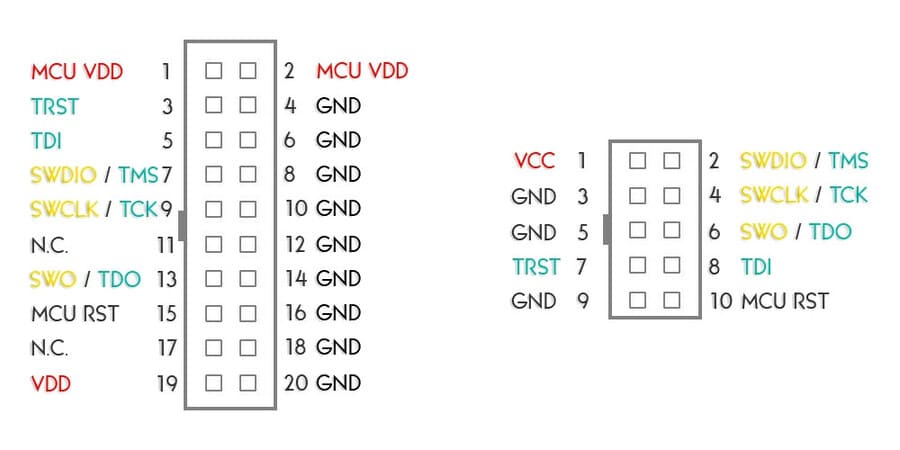 MCU VDD 1 2 MCU VDD
TRST 3 4 GND
TDI 5 6 GND
SWDIO / TMS 7 8 GND
SWCLK / TCK 9 10 GND
N.C. 11 12 GND
SWO / TDO 13 14 GND
MCU RST 15 16 GND
N.C. 17 18 GND
VDD 19 20 GND
VCC 1 2 SWDIO / TMS
GND 3 4 SWCLK / TCK
GND 5 6 SWO / TDO
TRST 7 8 TDI
GND 9 10 MCU RST